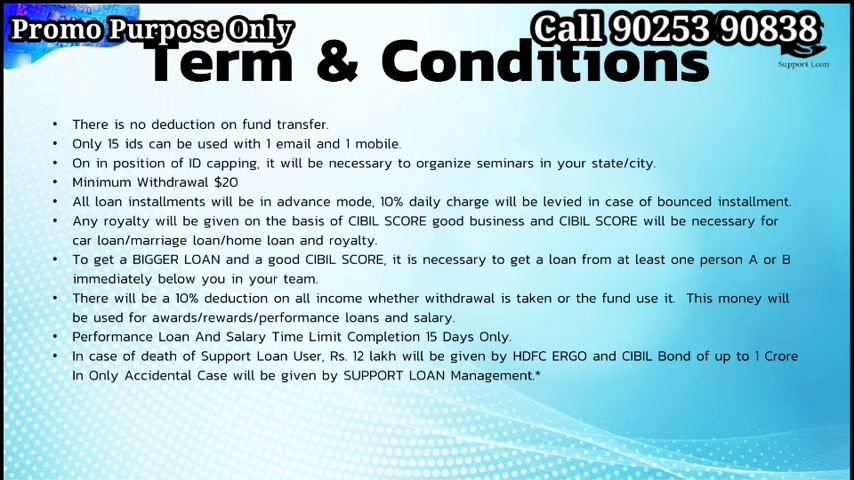 Promo Purpose Only
Call 90253 90838
Term & Conditions
Support Loan
• There is no deduction on fund transfer.
• Only 15 ids can be used with 1 email and 1 mobile.
• On in position of ID capping, it will be necessary to organize seminars in your state/city.
• Minimum Withdrawal $20
• All loan installments will be in advance mode, 10% daily charge will be levied in case of bounced installment.
• Any royalty will be given on the basis of CIBIL SCORE good business and CIBIL SCORE will be necessary for
car loan/marriage loan/home loan and royalty.
• To get a BIGGER LOAN and a good CIBIL SCORE, it is necessary to get a loan from at least one person A or B
immediately below you in your team.
• There will be a 10% deduction on all income whether withdrawal is taken or the fund use it. This money will
be used for awards/rewards/performance loans and salary.
• Performance Loan And Salary Time Limit Completion 15 Days Only.
• In case of death of Support Loan User, Rs. 12 lakh will be given by HDFC ERGO and CIBIL Bond of up to 1 Crore
In Only Accidental Case will be given by SUPPORT LOAN Management.*